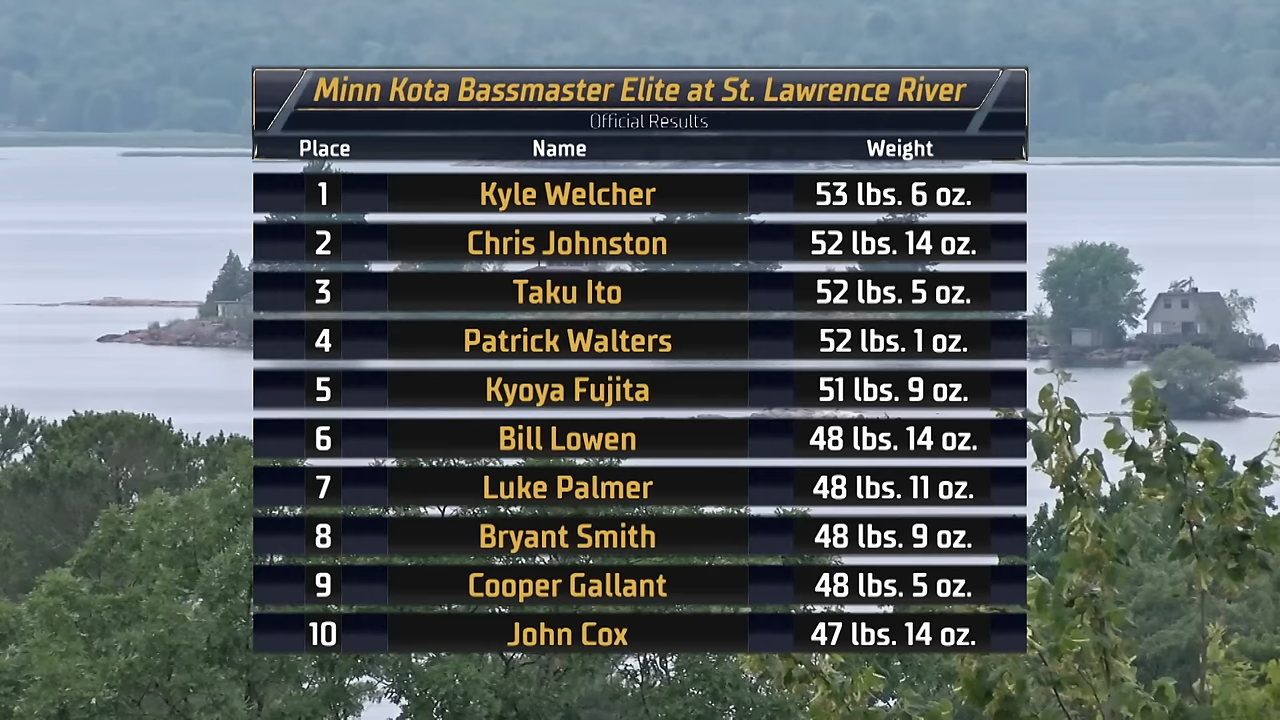 Minn Kota Bassmaster Elite at St. Lawrence River
Official Results
Place Name Weight
1 Kyle Welcher 53 lbs. 6 oz.
2 Chris Johnston 52 lbs. 14 oz.
3 Taku Ito 52 lbs. 5 oz.
4 Patrick Walters 52 lbs. 1 oz.
5 Kyoya Fujita 51 lbs. 9 oz.
6 Bill Lowen 48 lbs. 14 oz.
7 Luke Palmer 48 lbs. 11 oz.
8 Bryant Smith 48 lbs. 9 oz.
9 Cooper Gallant 48 lbs. 5 oz.
10 John Cox 47 lbs. 14 oz.